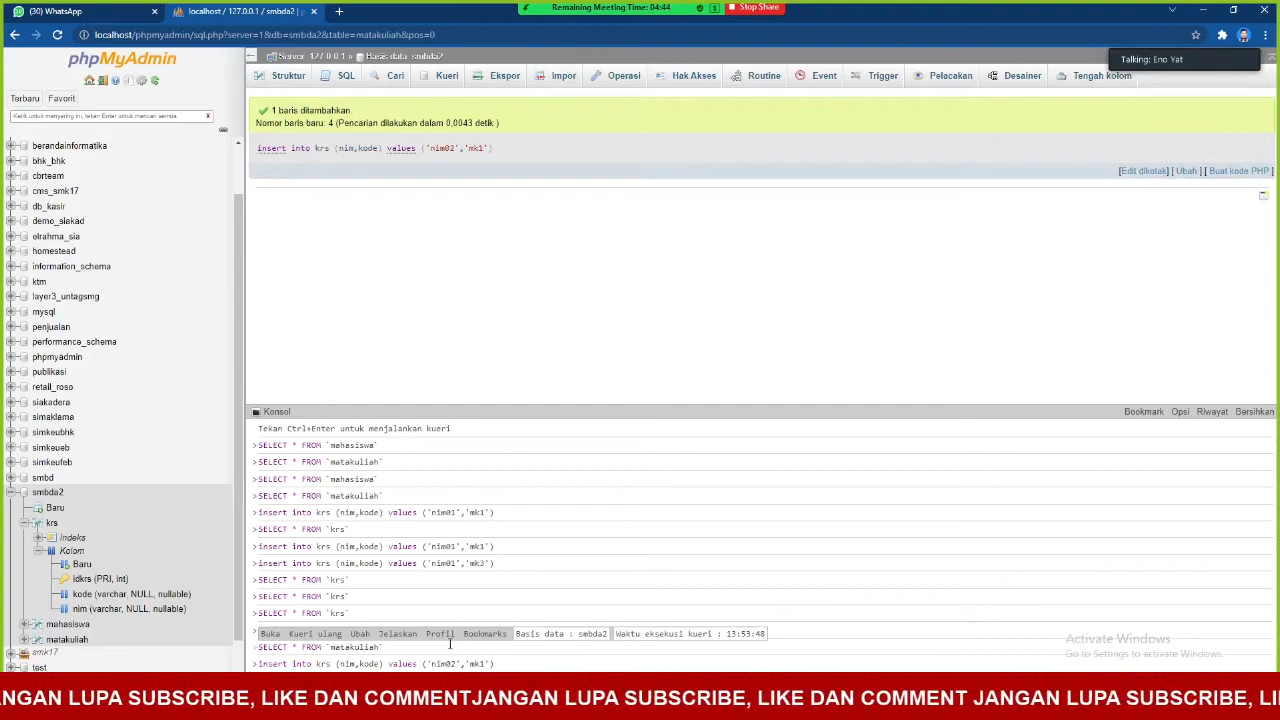 (30) WhatsApp
localhost / 127.0.0.1 / smbda2 |
Remaining Meeting Time: 04:44
Stop Share
localhost/phpmyadmin/sql.php?server=1&db=smbda2&table=matakuliah&pos=0
phpMyAdmin
Server: 127.0.0.1 » Basis data: smbda2
Talking: Eno Yat
Struktur SQL Cari Kueri Ekspor Impor Operasi Hak Akses Routine Event Trigger Pelacakan Desainer Tengah kolom
Terbaru Favorit
Ketik untuk menyaring ini, tekan Enter untuk mencari semua X
1 baris ditambahkan.
Nomor baris baru: 4 (Pencarian dilakukan dalam 0,0043 detik.)
insert into krs (nim,kode) values ('nim02','mk1')
[Edit dikotak] [ Ubah ] [ Buat kode PHP ]
berandainformatika
bhk_bhk
cbrteam
cms_smk17
db_kasir
demo_siakad
elrahma_sia
homestead
information_schema
ktm
layer3_untagsmg
mysql
penjualan
performance_schema
phpmyadmin
publikasi
retail_roso
siakadera
simaklama
simkeubhk
simkeueb
simkeufeb
smbd
smbda2
Baru
krs
Indeks
Kolom
Baru
idkrs (PRI, int)
kode (varchar, NULL, nullable)
nim (varchar, NULL, nullable)
mahasiswa
matakuliah
smk17
test
Konsol
Bookmark Opsi Riwayat Bersihkan
Tekan Ctrl+Enter untuk menjalankan kueri
>SELECT * FROM `mahasiswa`
>SELECT * FROM `matakuliah`
>SELECT * FROM `mahasiswa`
>SELECT * FROM `matakuliah`
>insert into krs (nim,kode) values ('nim01','mk1')
>SELECT * FROM `krs`
>insert into krs (nim,kode) values ('nim01','mk1')
>insert into krs (nim,kode) values ('nim01','mk3')
>SELECT * FROM `krs`
>SELECT * FROM `krs`
>SELECT * FROM `krs`
>
Buka Kueri ulang Ubah Jelaskan Profil Bookmarks Basis data : smbda2 Waktu eksekusi kueri : 13:53:48
SELECT * FROM `matakuliah`
>insert into krs (nim,kode) values ('nim02','mk1')
Activate Windows
Go to Settings to activate Windows.
ANGAN LUPA SUBSCRIBE, LIKE DAN COMMENTJANGAN LUPA SUBSCRIBE, LIKE DAN COMMENT JANGAN LUPA SUBSCRIBE, LI